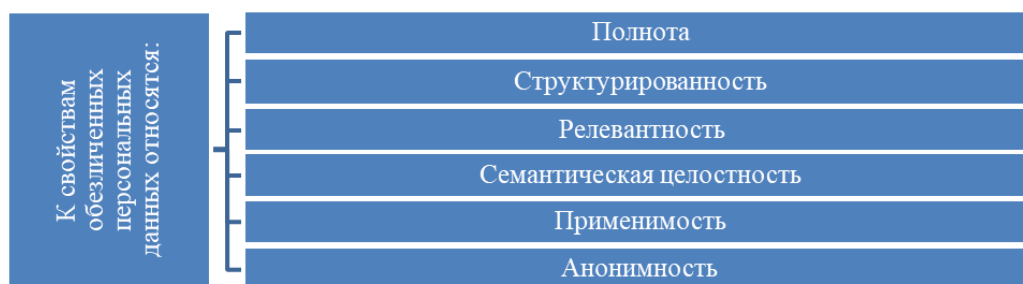 К свойствам
обезличенных
персональных
данных относятся:
Полнота
Структурированность
Релевантность
Семантическая целостность
Применимость
Анонимность